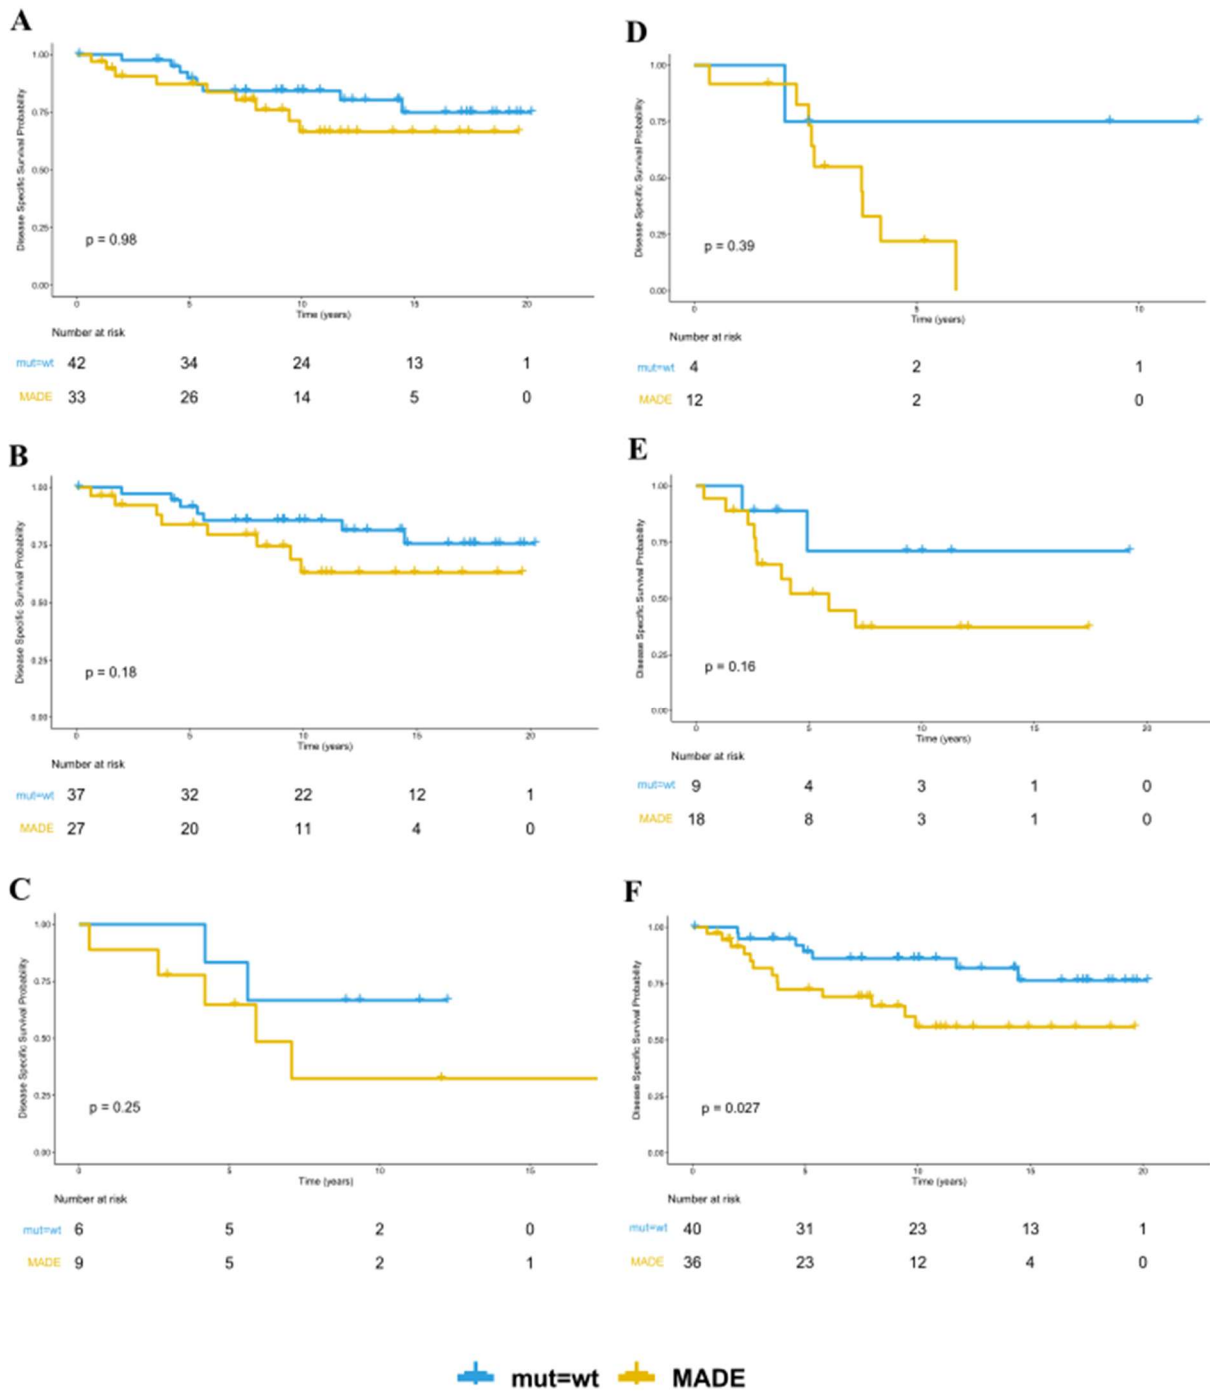 A
Disease Specific Survival Probability
1.00
0.75
0.50
0.25
0.00
p = 0.98
0 5 10 15 20
Time (years)
Number at risk
mut=wt 42 34 24 13 1
MADE 33 26 14 5 0
B
Disease Specific Survival Probability
1.00
0.75
0.50
0.25
0.00
p = 0.18
0 5 10 15 20
Time (years)
Number at risk
mut=wt 37 32 22 12 1
MADE 27 20 11 4 0
C
Disease Specific Survival Probability
1.00
0.75
0.50
0.25
0.00
p = 0.25
0 5 10 15
Time (years)
Number at risk
mut=wt 6 5 2 0
MADE 9 5 2 1
D
Disease Specific Survival Probability
1.00
0.75
0.50
0.25
0.00
p = 0.39
0 5 10
Time (years)
Number at risk
mut=wt 4 2 1
MADE 12 2 0
E
Disease Specific Survival Probability
1.00
0.75
0.50
0.25
0.00
p = 0.16
0 5 10 15 20
Time (years)
Number at risk
mut=wt 9 4 3 1 0
MADE 18 8 3 1 0
F
Disease Specific Survival Probability
1.00
0.75
0.50
0.25
0.00
p = 0.027
0 5 10 15 20
Time (years)
Number at risk
mut=wt 40 31 23 13 1
MADE 36 23 12 4 0
mut=wt MADE